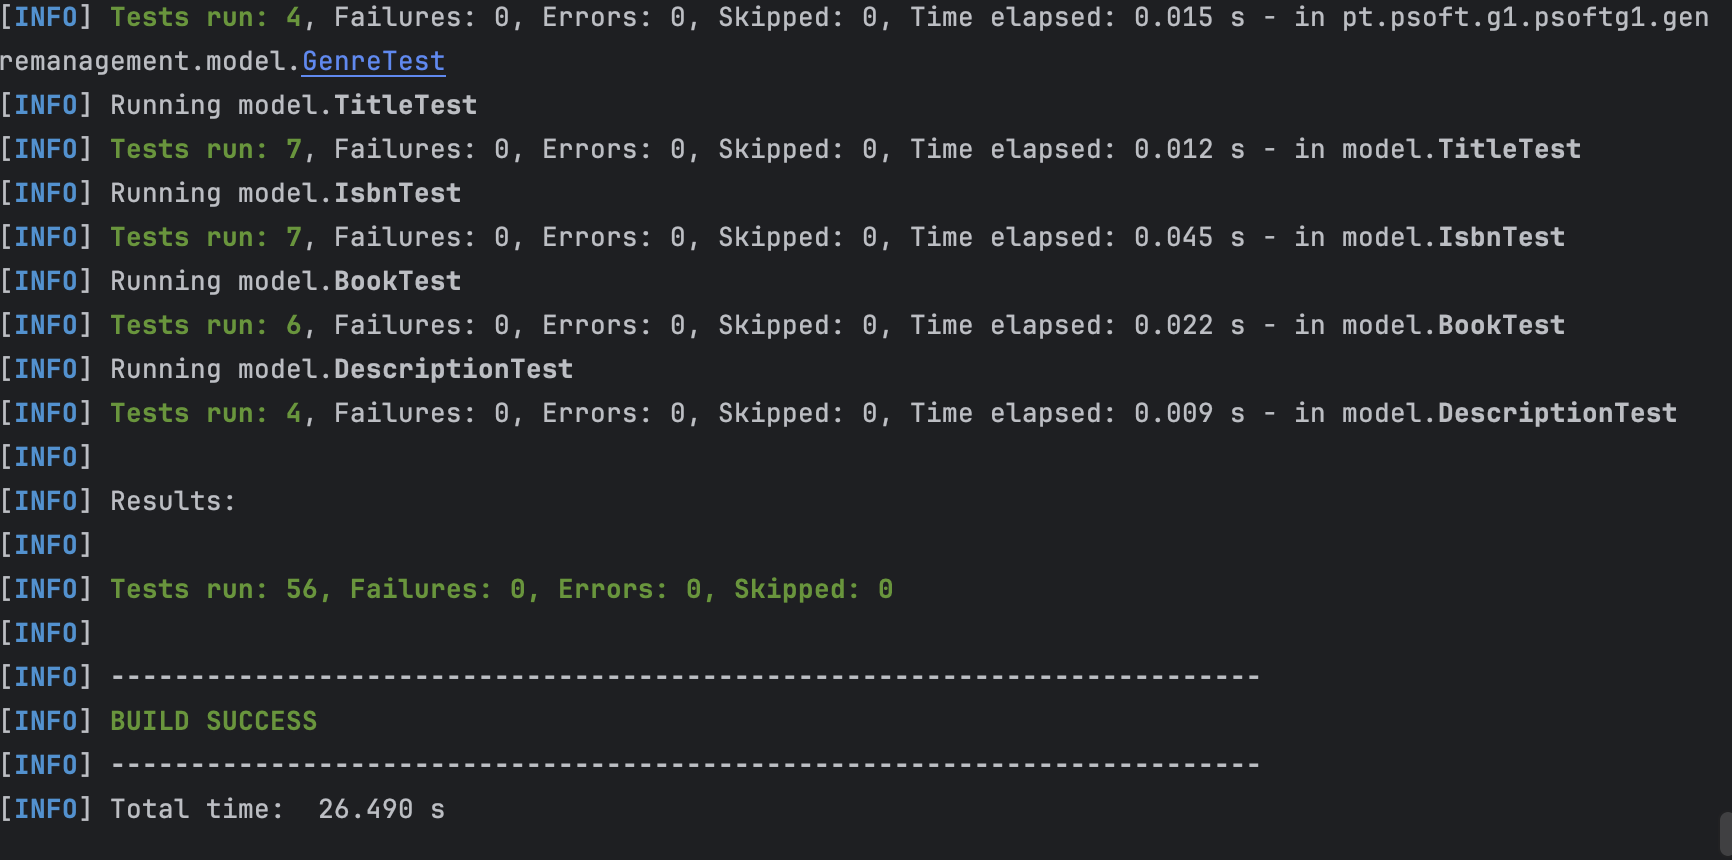 [INFO] Tests run: 4, Failures: 0, Errors: 0, Skipped: 0, Time elapsed: 0.015 s - in pt.psoft.g1.psoftg1.gen
remanagement.model.GenreTest
[INFO] Running model.TitleTest
[INFO] Tests run: 7, Failures: 0, Errors: 0, Skipped: 0, Time elapsed: 0.012 s - in model.TitleTest
[INFO] Running model.IsbnTest
[INFO] Tests run: 7, Failures: 0, Errors: 0, Skipped: 0, Time elapsed: 0.045 s - in model.IsbnTest
[INFO] Running model.BookTest
[INFO] Tests run: 6, Failures: 0, Errors: 0, Skipped: 0, Time elapsed: 0.022 s - in model.BookTest
[INFO] Running model.DescriptionTest
[INFO] Tests run: 4, Failures: 0, Errors: 0, Skipped: 0, Time elapsed: 0.009 s - in model.DescriptionTest
[INFO]
[INFO] Results:
[INFO]
[INFO] Tests run: 56, Failures: 0, Errors: 0, Skipped: 0
[INFO]
[INFO] ------------------------------------------------------------------------
[INFO] BUILD SUCCESS
[INFO] ------------------------------------------------------------------------
[INFO] Total time:  26.490 s